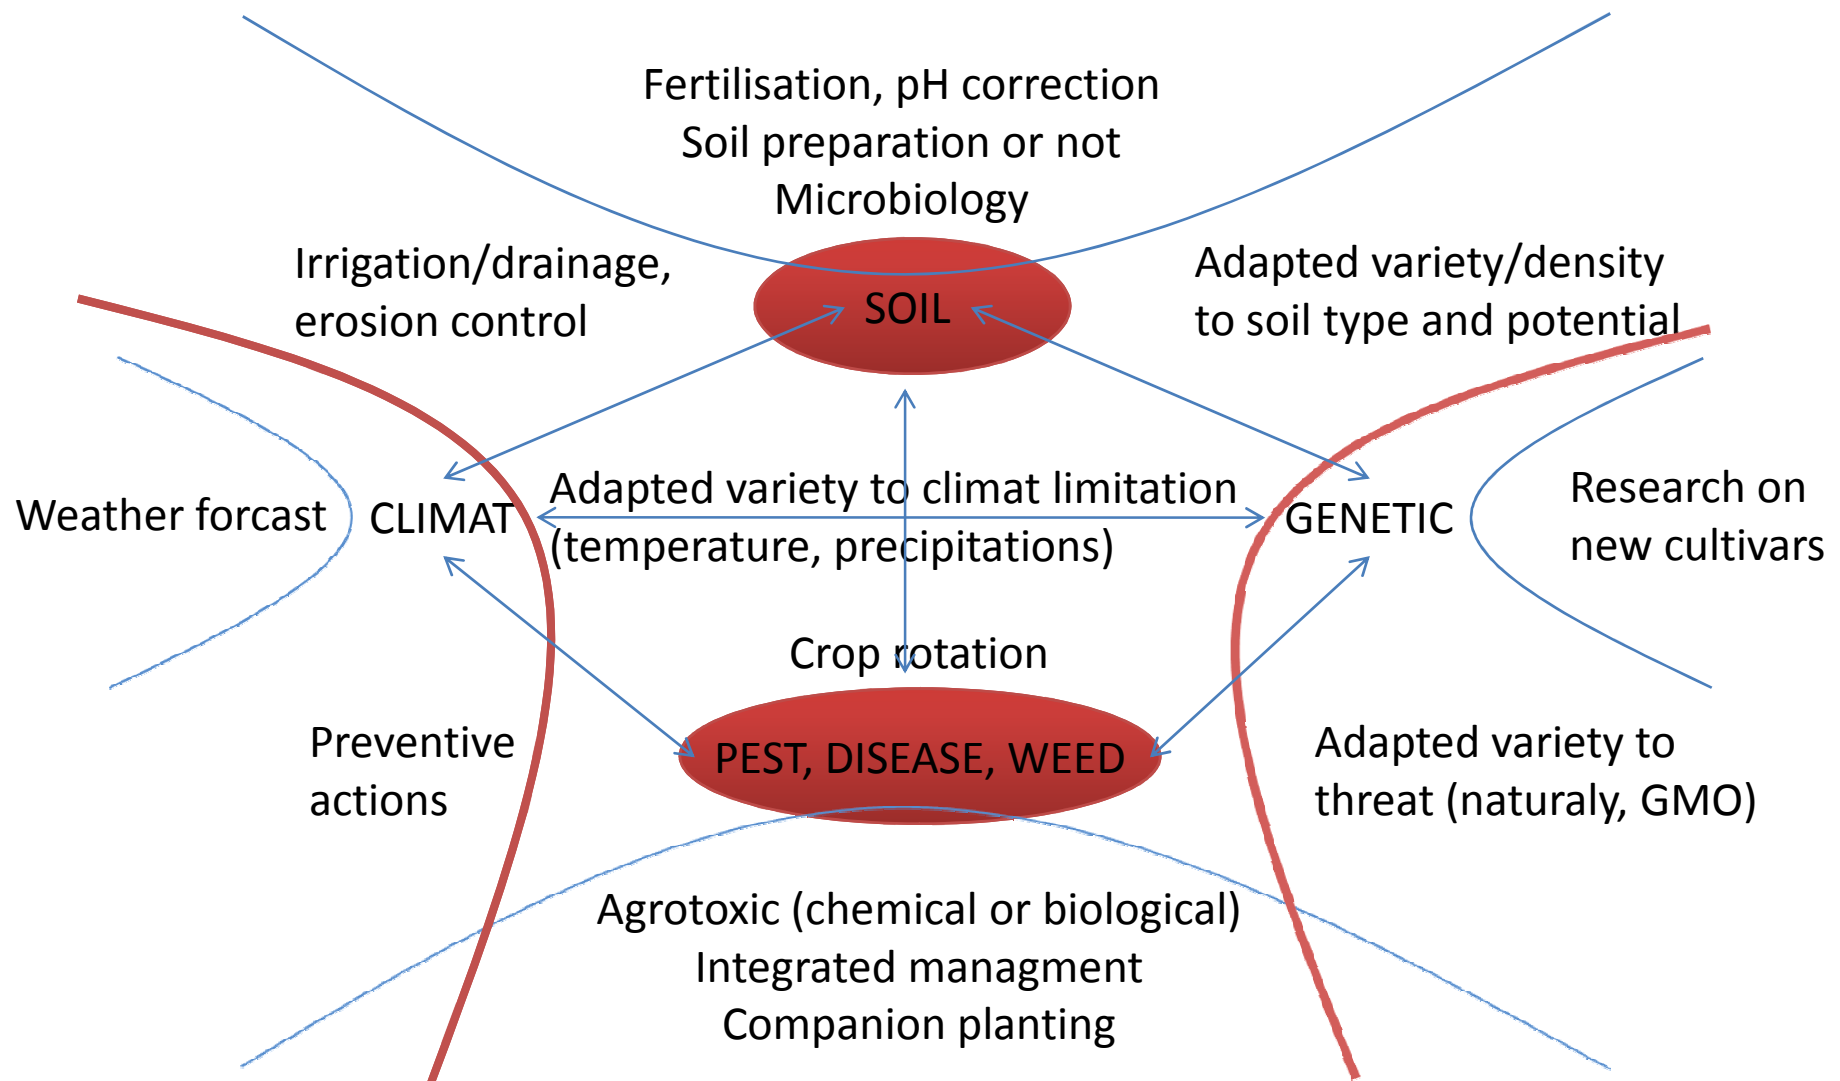 Fertilisation, pH correction
Soil preparation or not
Microbiology
Irrigation/drainage,
erosion control
SOIL
Adapted variety/density
to soil type and potential
Weather forcast
CLIMAT
Adapted variety to climat limitation
(temperature, precipitations)
GENETIC
Research on
new cultivars
Crop rotation
Preventive
actions
PEST, DISEASE, WEED
Adapted variety to
threat (naturaly, GMO)
Agrotoxic (chemical or biological)
Integrated managment
Companion planting